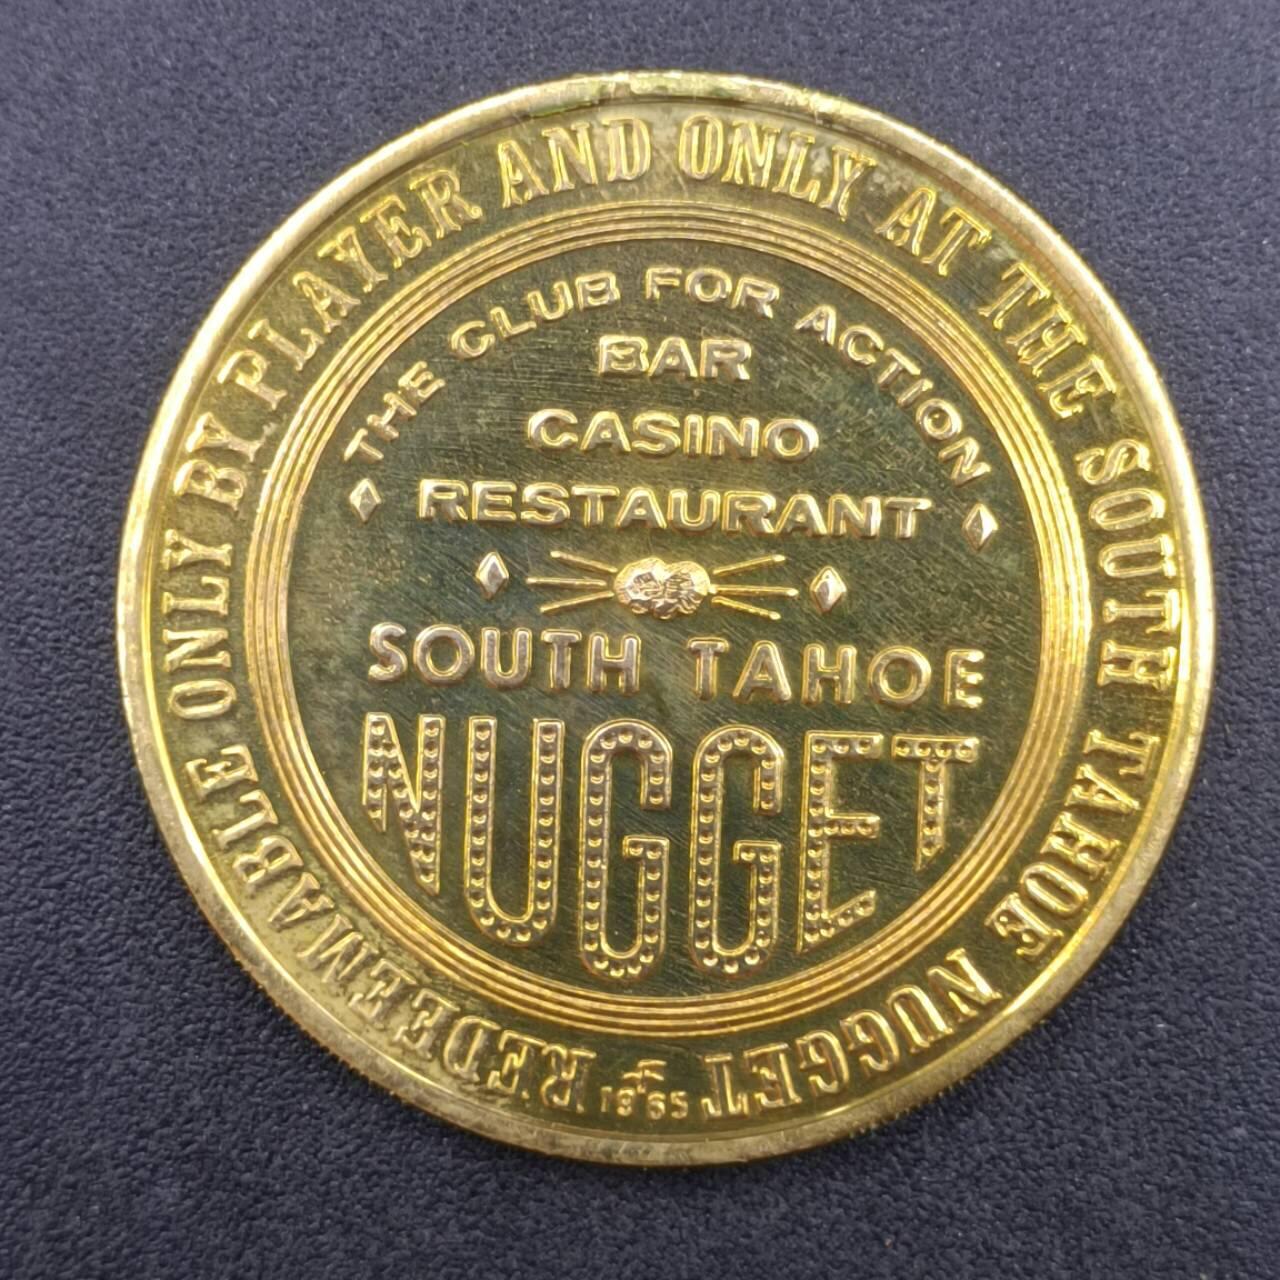 REDEEMABLE ONLY BY PLAYER AND ONLY AT THE SOUTH TAHOE NUGGET
THE CLUB FOR ACTION
BAR
CASINO
RESTAURANT
SOUTH TAHOE
NUGGET
1965